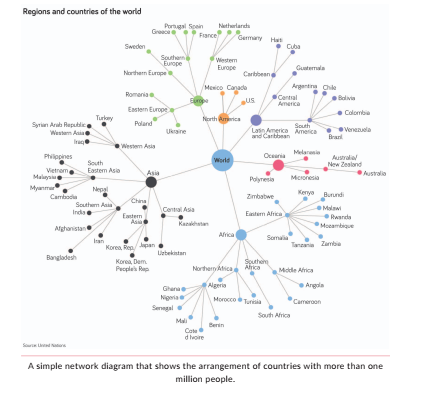 Regions and countries of the world
Portugal
Spain
Netherlands
Greece
France
Germany
Sweden
Southern
Europe
Western
Europe
Northern Europe
Romania
Europe
Eastern Europe
Poland
Ukraine
Haiti
Cuba
Guatemala
Caribbean
Mexico
Canada
U.S.
North America
Central
America
Argentina
Chile
Bolivia
Colombia
Venezuela
Brazil
South
America
Latin America
and Caribbean
Turkey
Syrian Arab Republic
Western Asia
Iraq
Western Asia
World
Oceania
Melanesia
Australia/
New Zealand
Australia
Micronesia
Polynesia
Philippines
Vietnam
Malaysia
Myanmar
Cambodia
South
Eastern Asia
Asia
Nepal
Southern Asia
India
Afghanistan
Iran
Bangladesh
China
Eastern
Asia
Korea, Rep.
Korea, Dem.
People's Rep.
Japan
Central Asia
Kazakhstan
Uzbekistan
Zimbabwe
Kenya
Burundi
Malawi
Rwanda
Mozambique
Zambia
Tanzania
Somalia
Eastern Africa
Africa
Northern Africa
Southern
Africa
Middle Africa
Angola
Cameroon
South Africa
Tunisia
Morocco
Algeria
Ghana
Nigeria
Senegal
Mali
Cote
d Ivoire
Benin
Source: United Nations
A simple network diagram that shows the arrangement of countries with more than one
million people.